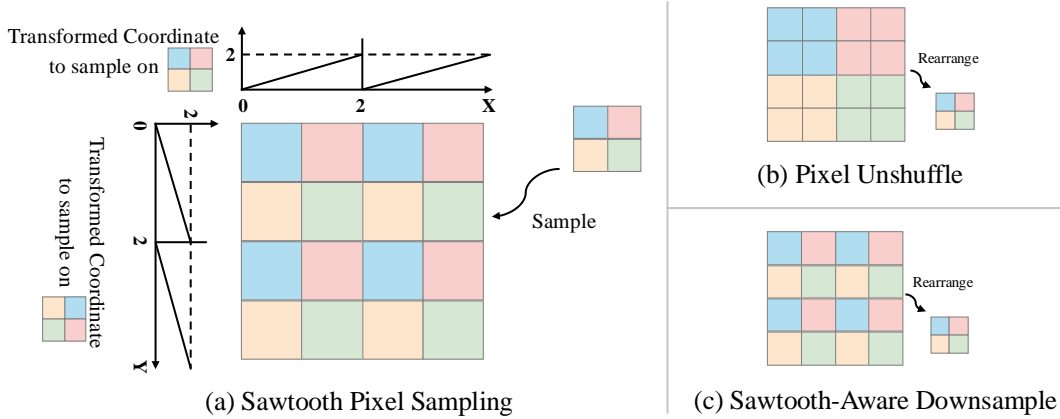 Transformed Coordinate
to sample on
2
0
2
X
0
2
Transformed Coordinate
to sample on
2
Y
Sample
(a) Sawtooth Pixel Sampling
Rearrange
(b) Pixel Unshuffle
Rearrange
(c) Sawtooth-Aware Downsample